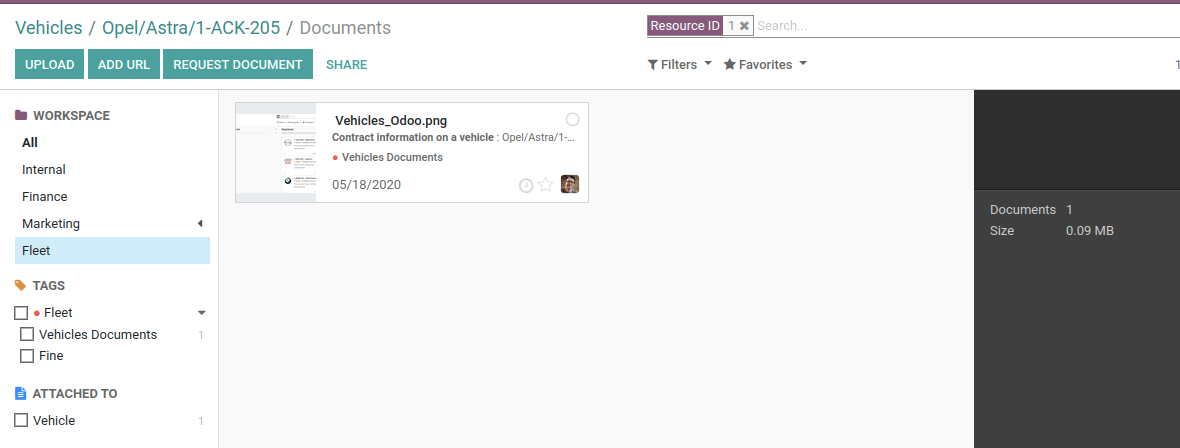 Vehicles / Opel/Astra/1-ACK-205 / Documents
Resource ID 1 ✖ Search...
UPLOAD ADD URL REQUEST DOCUMENT SHARE
Filters Favorites 1
WORKSPACE
All
Internal
Finance
Marketing
Fleet
TAGS
Fleet
Vehicles Documents 1
Fine
ATTACHED TO
Vehicle 1
Vehicles_Odoo.png
Contract information on a vehicle : Opel/Astra/1-...
Vehicles Documents
05/18/2020
Documents 1
Size 0.09 MB